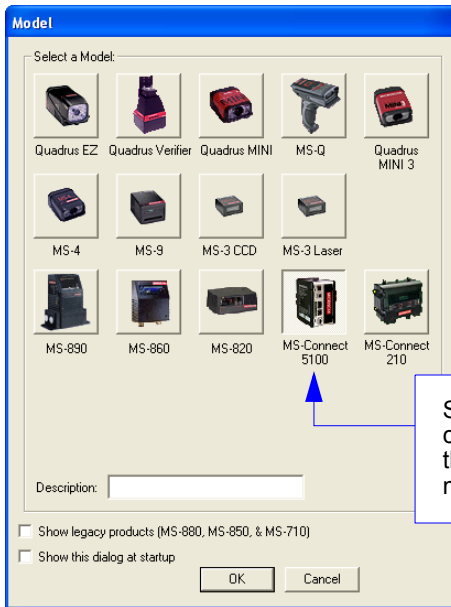 Model
Select a Model:
Quadrus EZ
Quadrus Verifier
Quadrus MINI
MS-Q
Quadrus
MINI 3
MS-4
MS-9
MS-3 CCD
MS-3 Laser
MS-890
MS-860
MS-820
MS-Connect
5100
MS-Connect
210
Description:
Show legacy products (MS-880, MS-850, & MS-710)
Show this dialog at startup
OK
Cancel